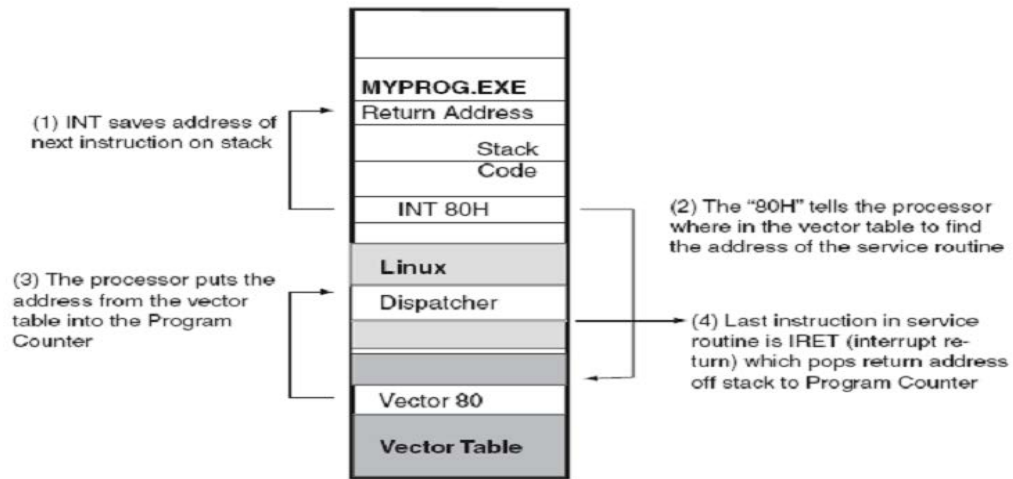 MYPROG.EXE
Return Address
Stack
Code
INT 80H
Linux
Dispatcher
Vector 80
Vector Table
(1) INT saves address of
next instruction on stack
(2) The “80H” tells the processor
where in the vector table to find
the address of the service routine
(3) The processor puts the
address from the vector
table into the Program
Counter
(4) Last instruction in service
routine is IRET (interrupt re-
turn) which pops return address
off stack to Program Counter